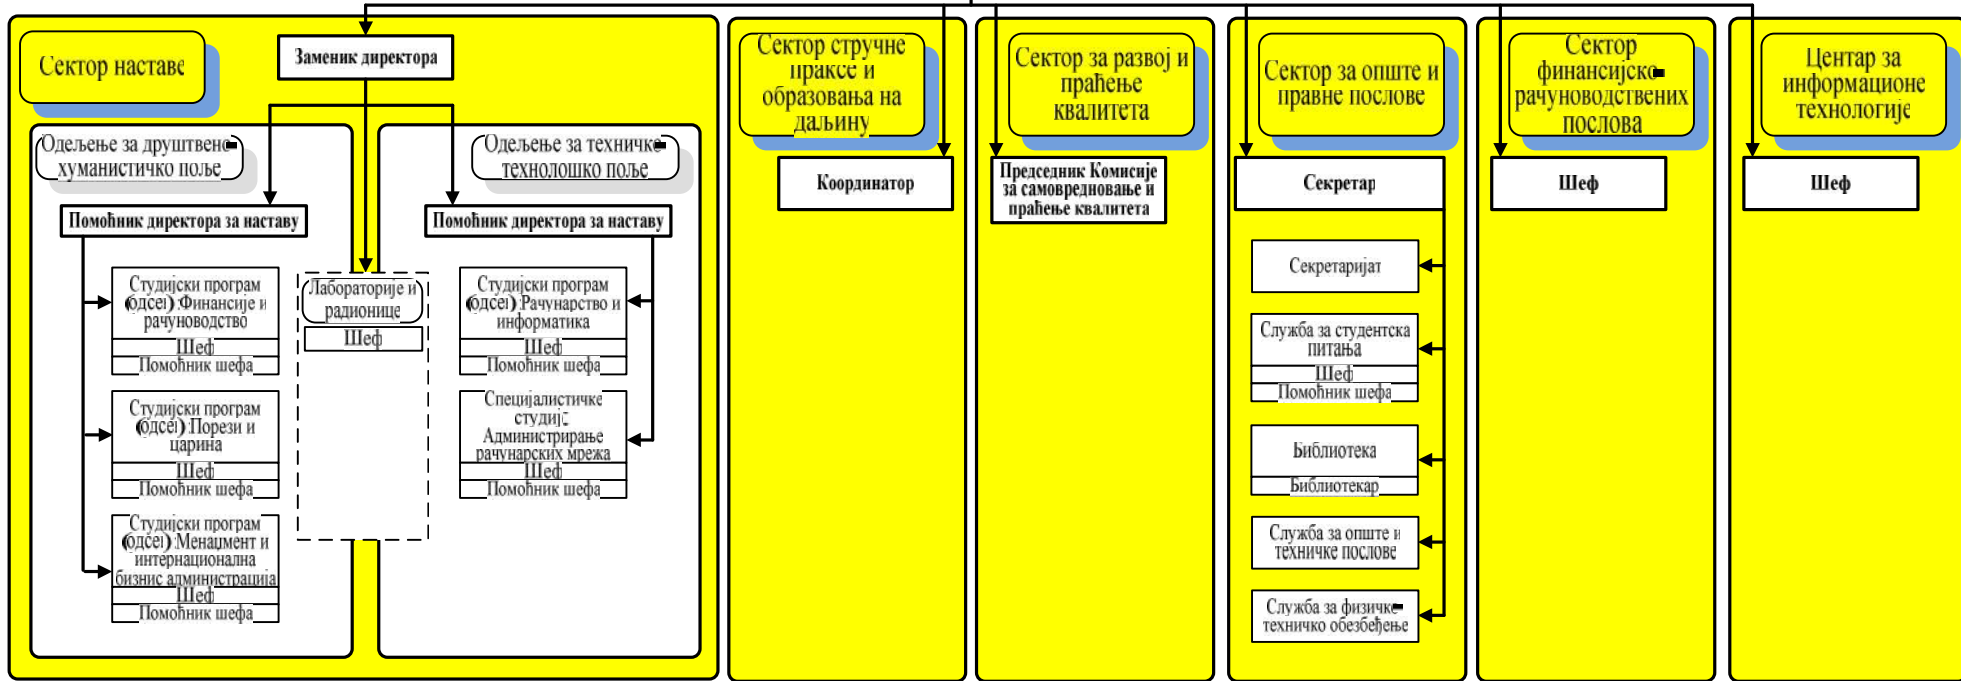 Сектор наставе
Заменик директора
Одељење за друштвено-
хуманистичко поље
Помоћник директора за наставу
Студијски програм
(одсек):Финансије и
рачуноводство
Шеф
Помоћник шефа
Студијски програм
(одсек):Порези и
царина
Шеф
Помоћник шефа
Студијски програм
(одсек):Менаџмент и
интернационална
бизнис администрација
Шеф
Помоћник шефа
Лабораторије и
радионице
Шеф
Одељење за техничко-
технолошко поље
Помоћник директора за наставу
Студијски програм
(одсек):Рачунарство и
информатика
Шеф
Помоћник шефа
Специјалистичке
студије:
Администрирање
рачунарских мрежа
Шеф
Помоћник шефа
Сектор стручне
праксе и
образовања на
даљину
Координатор
Сектор за развој и
праћење
квалитета
Председник Комисије
за самовредновање и
праћење квалитета
Сектор за опште и
правне послове
Секретар
Секретаријат
Служба за студентска
питања
Шеф
Помоћник шефа
Библиотека
Библиотекар
Служба за опште и
техничке послове
Служба за физичко-
техничко обезбеђење
Сектор
финансијско-
рачуноводствених
послова
Шеф
Центар за
информационе
технологије
Шеф